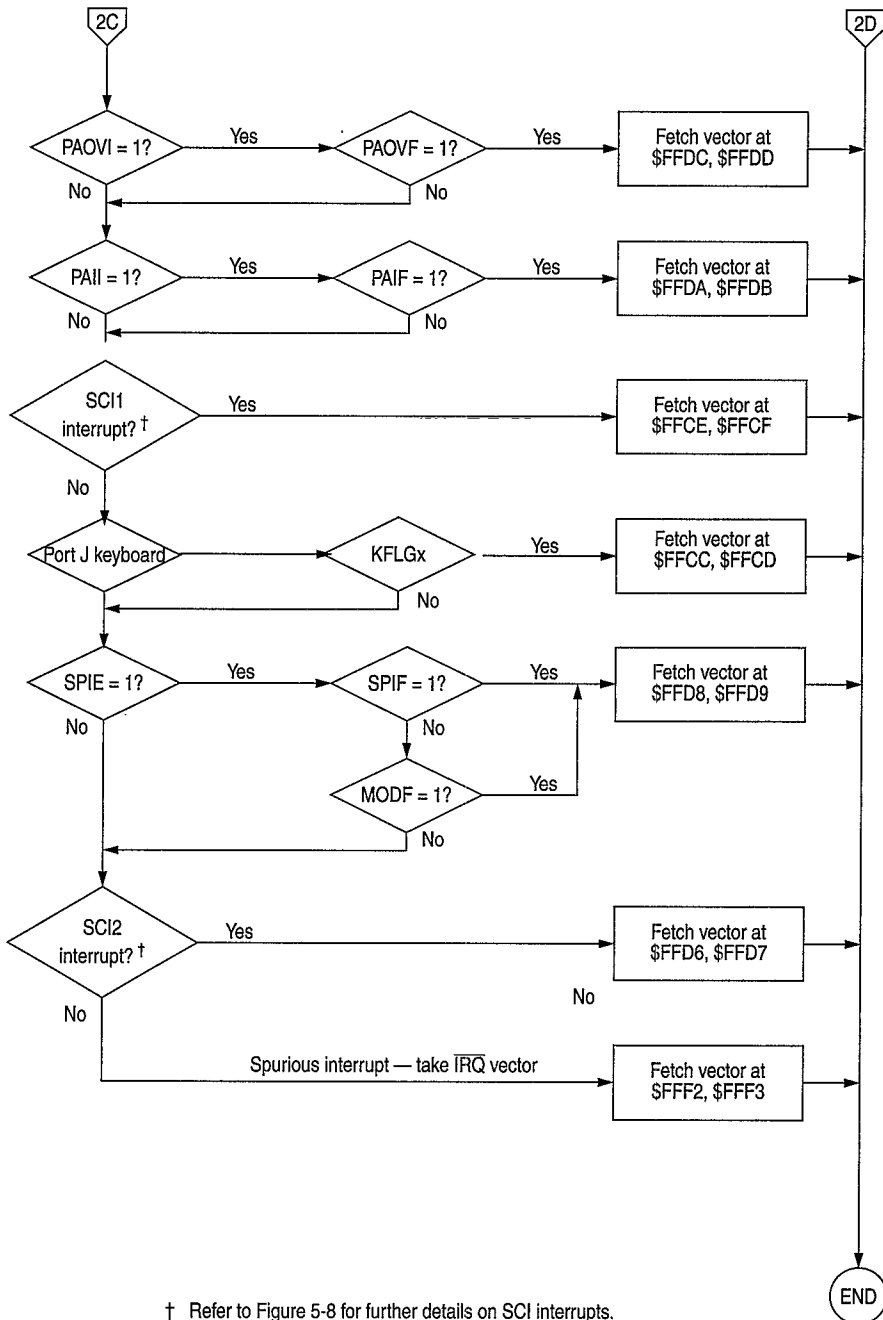 2C
2D
PAOVI = 1?
Yes
PAOVF = 1?
Yes
Fetch vector at
$FFDC, $FFDD
No
No
PAII = 1?
Yes
PAIF = 1?
Yes
Fetch vector at
$FFDA, $FFDB
No
No
SCI1
interrupt? †
Yes
Fetch vector at
$FFCE, $FFCF
No
Port J keyboard
KFLGx
Yes
Fetch vector at
$FFCC, $FFCD
No
SPIE = 1?
Yes
SPIF = 1?
Yes
Fetch vector at
$FFD8, $FFD9
No
No
MODF = 1?
Yes
No
SCI2
interrupt? †
Yes
Fetch vector at
$FFD6, $FFD7
No
No
Spurious interrupt — take IRQ vector
Fetch vector at
$FFF2, $FFF3
END
† Refer to Figure 5-8 for further details on SCI interrupts.